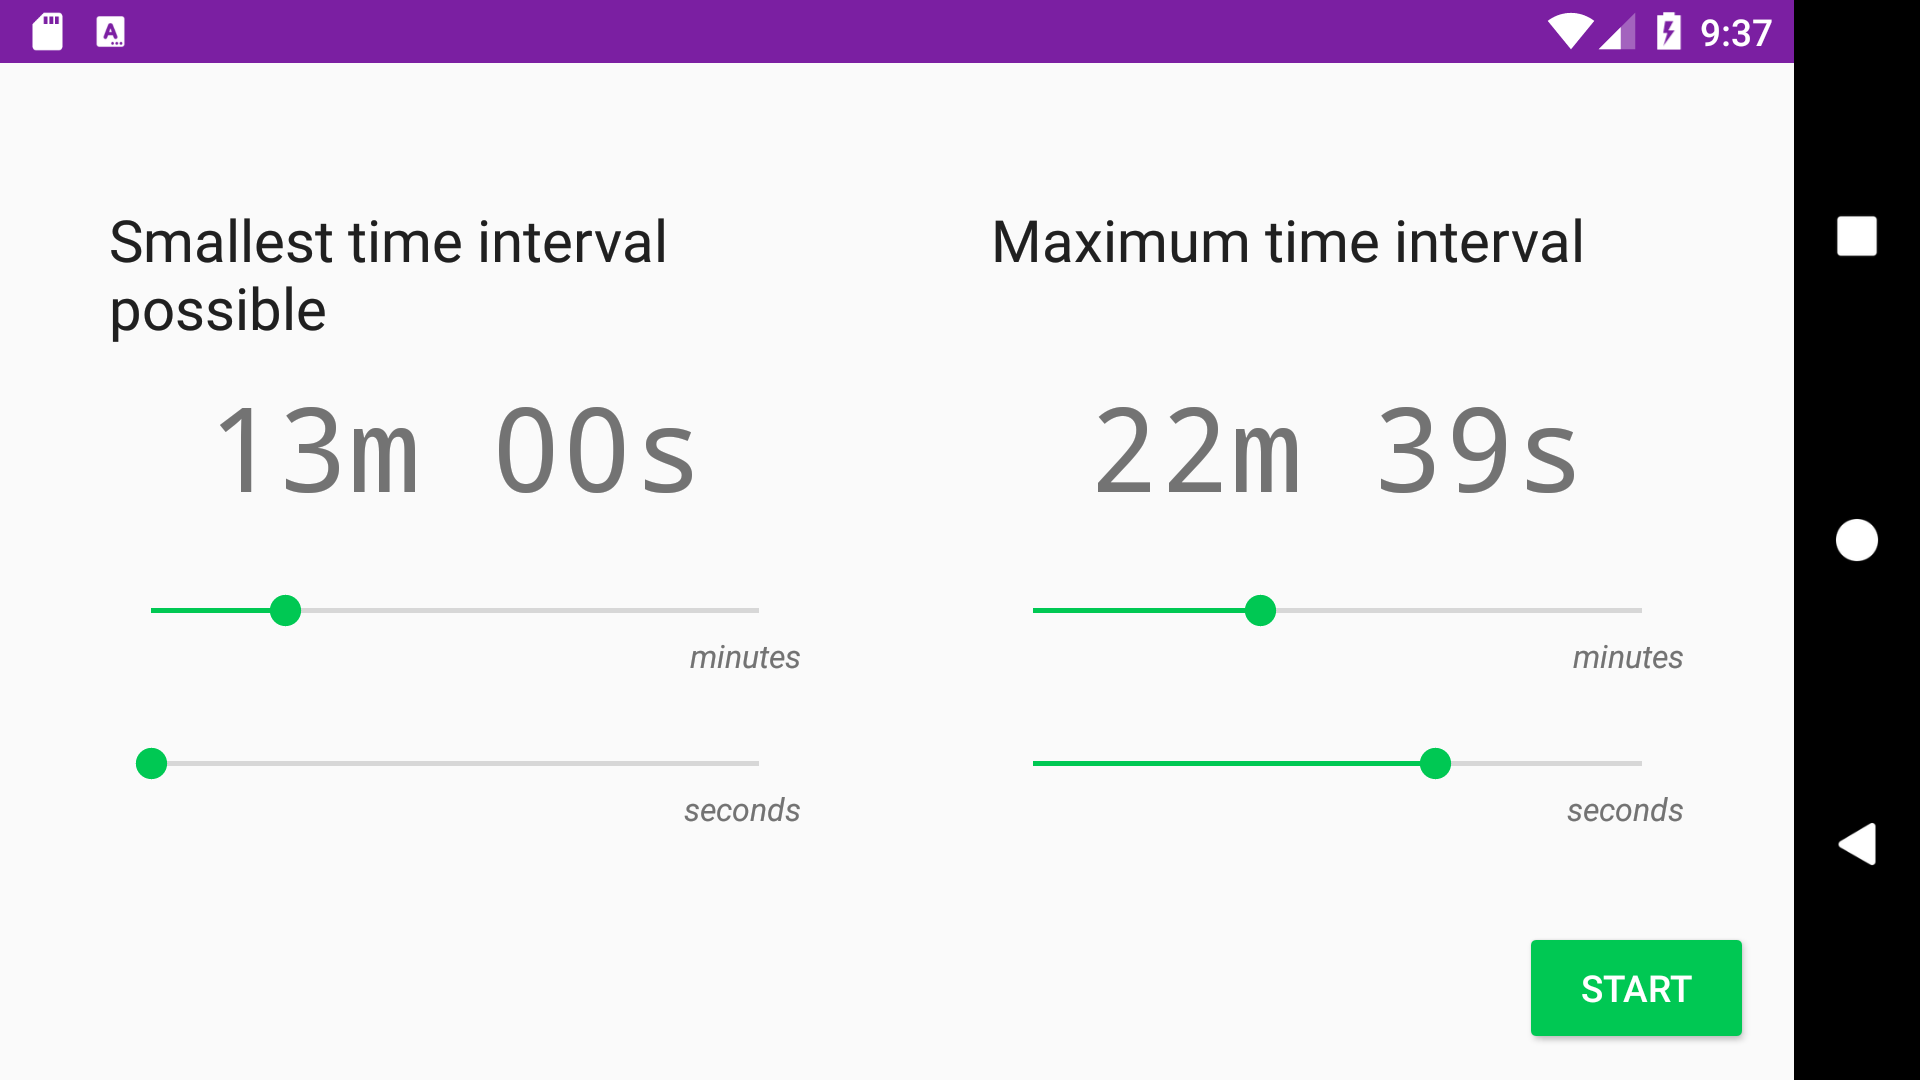 9:37
Smallest time interval
possible
Maximum time interval
13m 00s
22m 39s
minutes
minutes
seconds
seconds
START